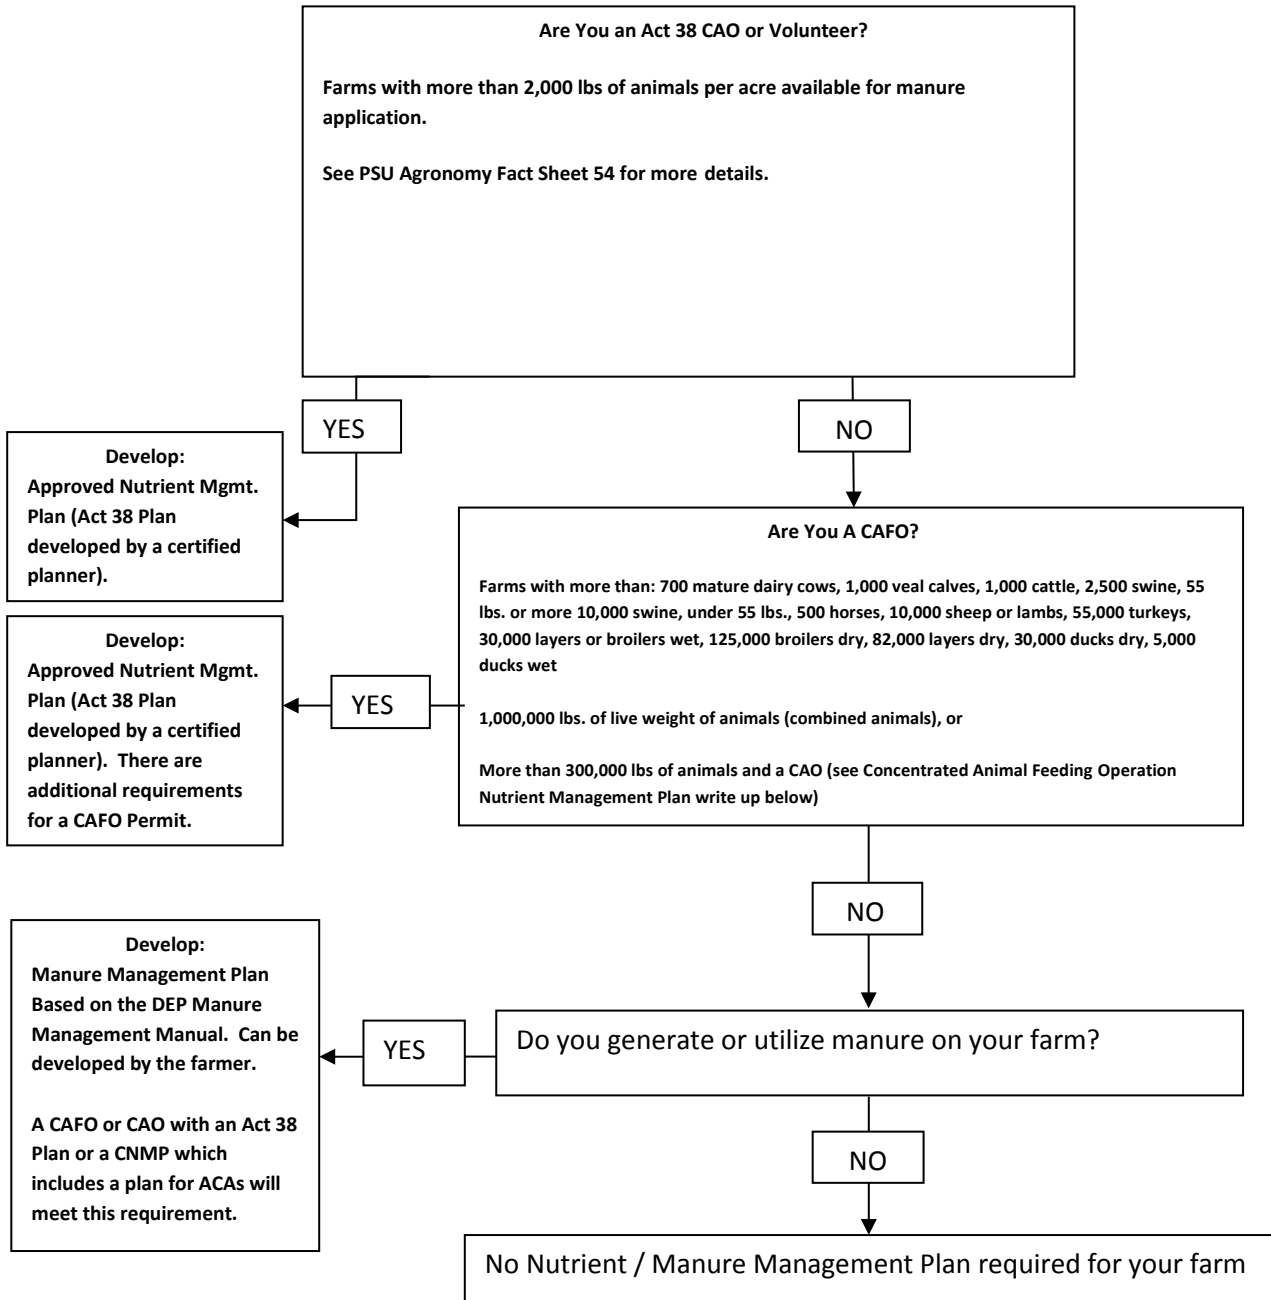 Are You an Act 38 CAO or Volunteer?
Farms with more than 2,000 lbs of animals per acre available for manure
application.
See PSU Agronomy Fact Sheet 54 for more details.
YES
NO
Develop:
Approved Nutrient Mgmt.
Plan (Act 38 Plan
developed by a certified
planner).
Are You A CAFO?
Farms with more than: 700 mature dairy cows, 1,000 veal calves, 1,000 cattle, 2,500 swine, 55
lbs. or more 10,000 swine, under 55 lbs., 500 horses, 10,000 sheep or lambs, 55,000 turkeys,
30,000 layers or broilers wet, 125,000 broilers dry, 82,000 layers dry, 30,000 ducks dry, 5,000
ducks wet
1,000,000 lbs. of live weight of animals (combined animals), or
More than 300,000 lbs of animals and a CAO (see Concentrated Animal Feeding Operation
Nutrient Management Plan write up below)
YES
Develop:
Approved Nutrient Mgmt.
Plan (Act 38 Plan
developed by a certified
planner).  There are
additional requirements
for a CAFO Permit.
NO
Do you generate or utilize manure on your farm?
YES
Develop:
Manure Management Plan
Based on the DEP Manure
Management Manual.  Can be
developed by the farmer.
A CAFO or CAO with an Act 38
Plan or a CNMP which
includes a plan for ACAs will
meet this requirement.
NO
No Nutrient / Manure Management Plan required for your farm